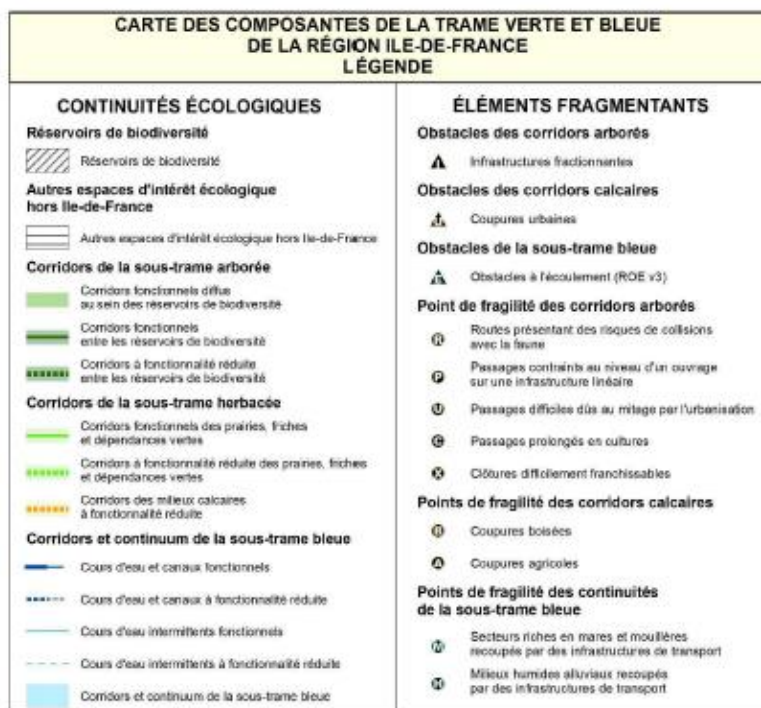 CARTE DES COMPOSANTES DE LA TRAME VERTE ET BLEUE
DE LA RÉGION ILE-DE-FRANCE
LÉGENDE
CONTINUITÉS ÉCOLOGIQUES
Réservoirs de biodiversité
Réservoirs de biodiversité
Autres espaces d'intérêt écologique
hors Ile-de-France
Autres espaces d'intérêt écologique hors Ile-de-France
Corridors de la sous-trame arborée
Corridors fonctionnels diffus
au sein des réservoirs de biodiversité
Corridors fonctionnels
entre les réservoirs de biodiversité
Corridors à fonctionnalité réduite
entre les réservoirs de biodiversité
Corridors de la sous-trame herbacée
Corridors fonctionnels des prairies, friches
et dépendances vertes
Corridors à fonctionnalité réduite des prairies, friches
et dépendances vertes
Corridors des milieux calcaires
à fonctionnalité réduite
Corridors et continuum de la sous-trame bleue
Cours d'eau et canaux fonctionnels
Cours d'eau et canaux à fonctionnalité réduite
Cours d'eau intermittents fonctionnels
Cours d'eau intermittents à fonctionnalité réduite
Corridors et continuum de la sous-trame bleue
ÉLÉMENTS FRAGMENTANTS
Obstacles des corridors arborés
Infrastructures fractionnantes
Obstacles des corridors calcaires
Coupures urbaines
Obstacles de la sous-trame bleue
Obstacles à l'écoulement (ROE v3)
Point de fragilité des corridors arborés
R Routes présentant des risques de collisions
avec la faune
P Passages contraints au niveau d'un ouvrage
sur une infrastructure linéaire
Passages difficiles dûs au mitage par l'urbanisation
C Passages prolongés en cultures
Clôtures difficilement franchissables
Points de fragilité des corridors calcaires
Coupures boisées
A Coupures agricoles
Points de fragilité des continuités
de la sous-trame bleue
Secteurs riches en mares et mouillères
recoupés par des infrastructures de transport
Milieux humides alluviaux recoupés
par des infrastructures de transport